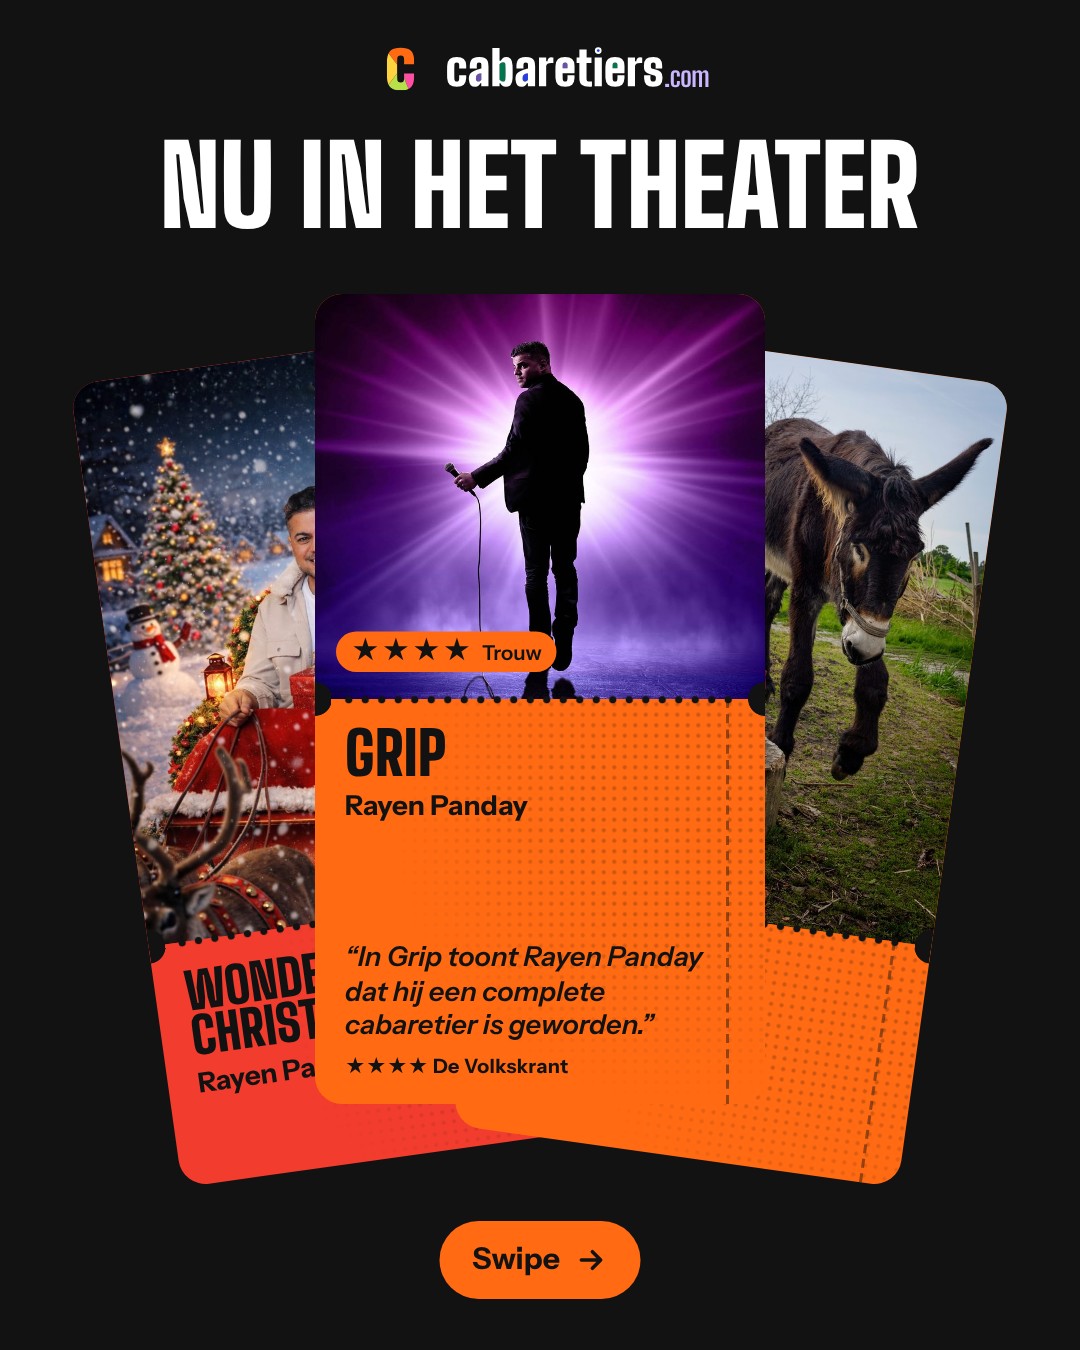 C cabaretiers.com
NU IN HET THEATER
★★★★ Trouw
GRIP
Rayen Panday
“In Grip toont Rayen Panday
dat hij een complete
cabaretier is geworden.”
★★★★ De Volkskrant
WONDE
CHRIST
Rayen Pa
Swipe →